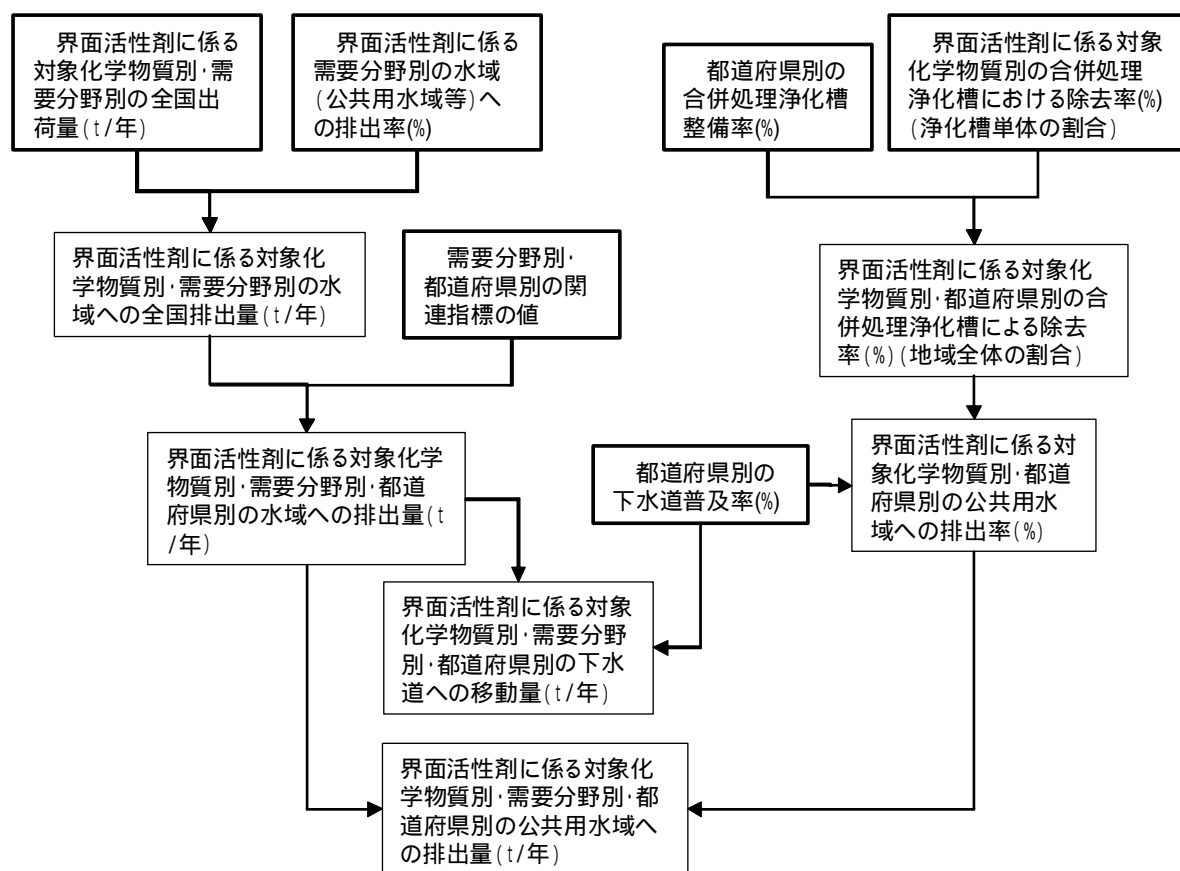 界面活性剤に係る
対象化学物質別･需
要分野別の全国出
荷量(t/年)
界面活性剤に係る
需要分野別の水域
(公共用水域等)へ
の排出率(%)
都道府県別の
合併処理浄化槽
整備率(%)
界面活性剤に係る対象
化学物質別の合併処理
浄化槽における除去率(%)
(浄化槽単体の割合)
界面活性剤に係る対象化
学物質別･需要分野別の水
域への全国排出量(t/年)
需要分野別･
都道府県別の関
連指標の値
界面活性剤に係る対象化
学物質別･都道府県別の合
併処理浄化槽による除去
率(%)(地域全体の割合)
界面活性剤に係る対象化学
物質別･需要分野別･都道
府県別の水域への排出量(t
/年)
都道府県別の
下水道普及率(%)
界面活性剤に係る対
象化学物質別･都道
府県別の公共用水
域への排出率(%)
界面活性剤に係る対象
化学物質別･需要分野
別･都道府県別の下水
道への移動量(t/年)
界面活性剤に係る対象化
学物質別･需要分野別･都
道府県別の公共用水域へ
の排出量(t/年)